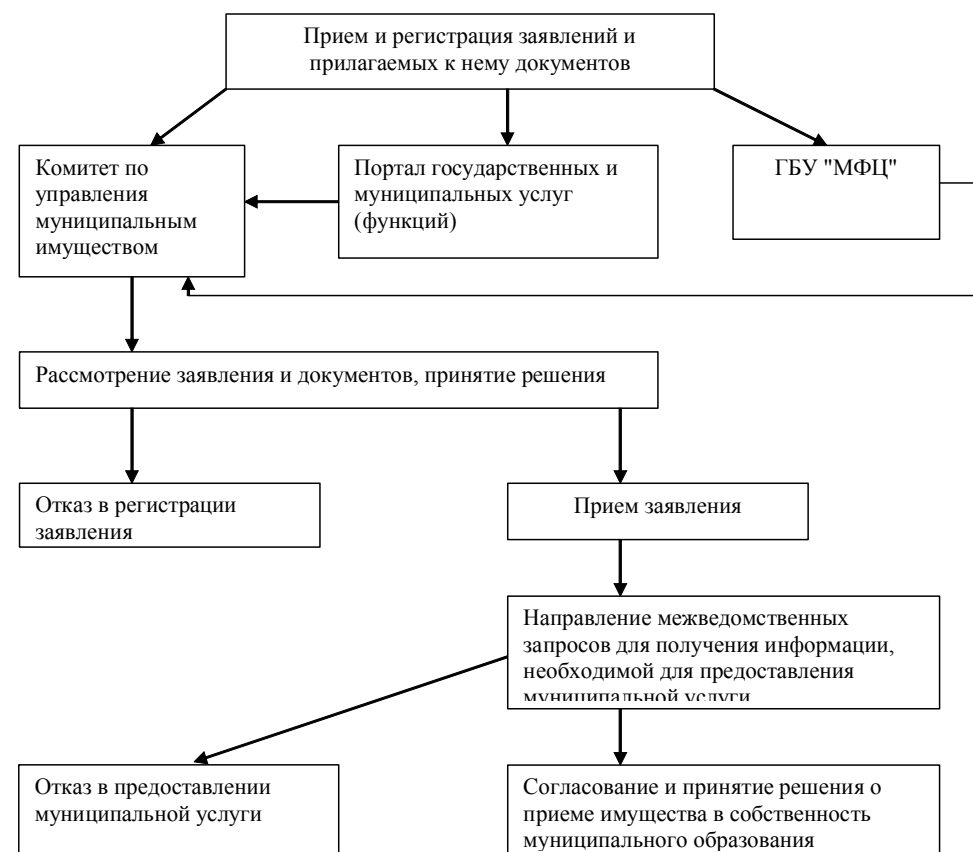 Прием и регистрация заявлений и
прилагаемых к нему документов
Комитет по
управления
муниципальным
имуществом
Портал государственных и
муниципальных услуг
(функций)
ГБУ "МФЦ"
Рассмотрение заявления и документов, принятие решения
Отказ в регистрации
заявления
Прием заявления
Направление межведомственных
запросов для получения информации,
необходимой для предоставления
муниципальной услуги
Отказ в предоставлении
муниципальной услуги
Согласование и принятие решения о
приеме имущества в собственность
муниципального образования